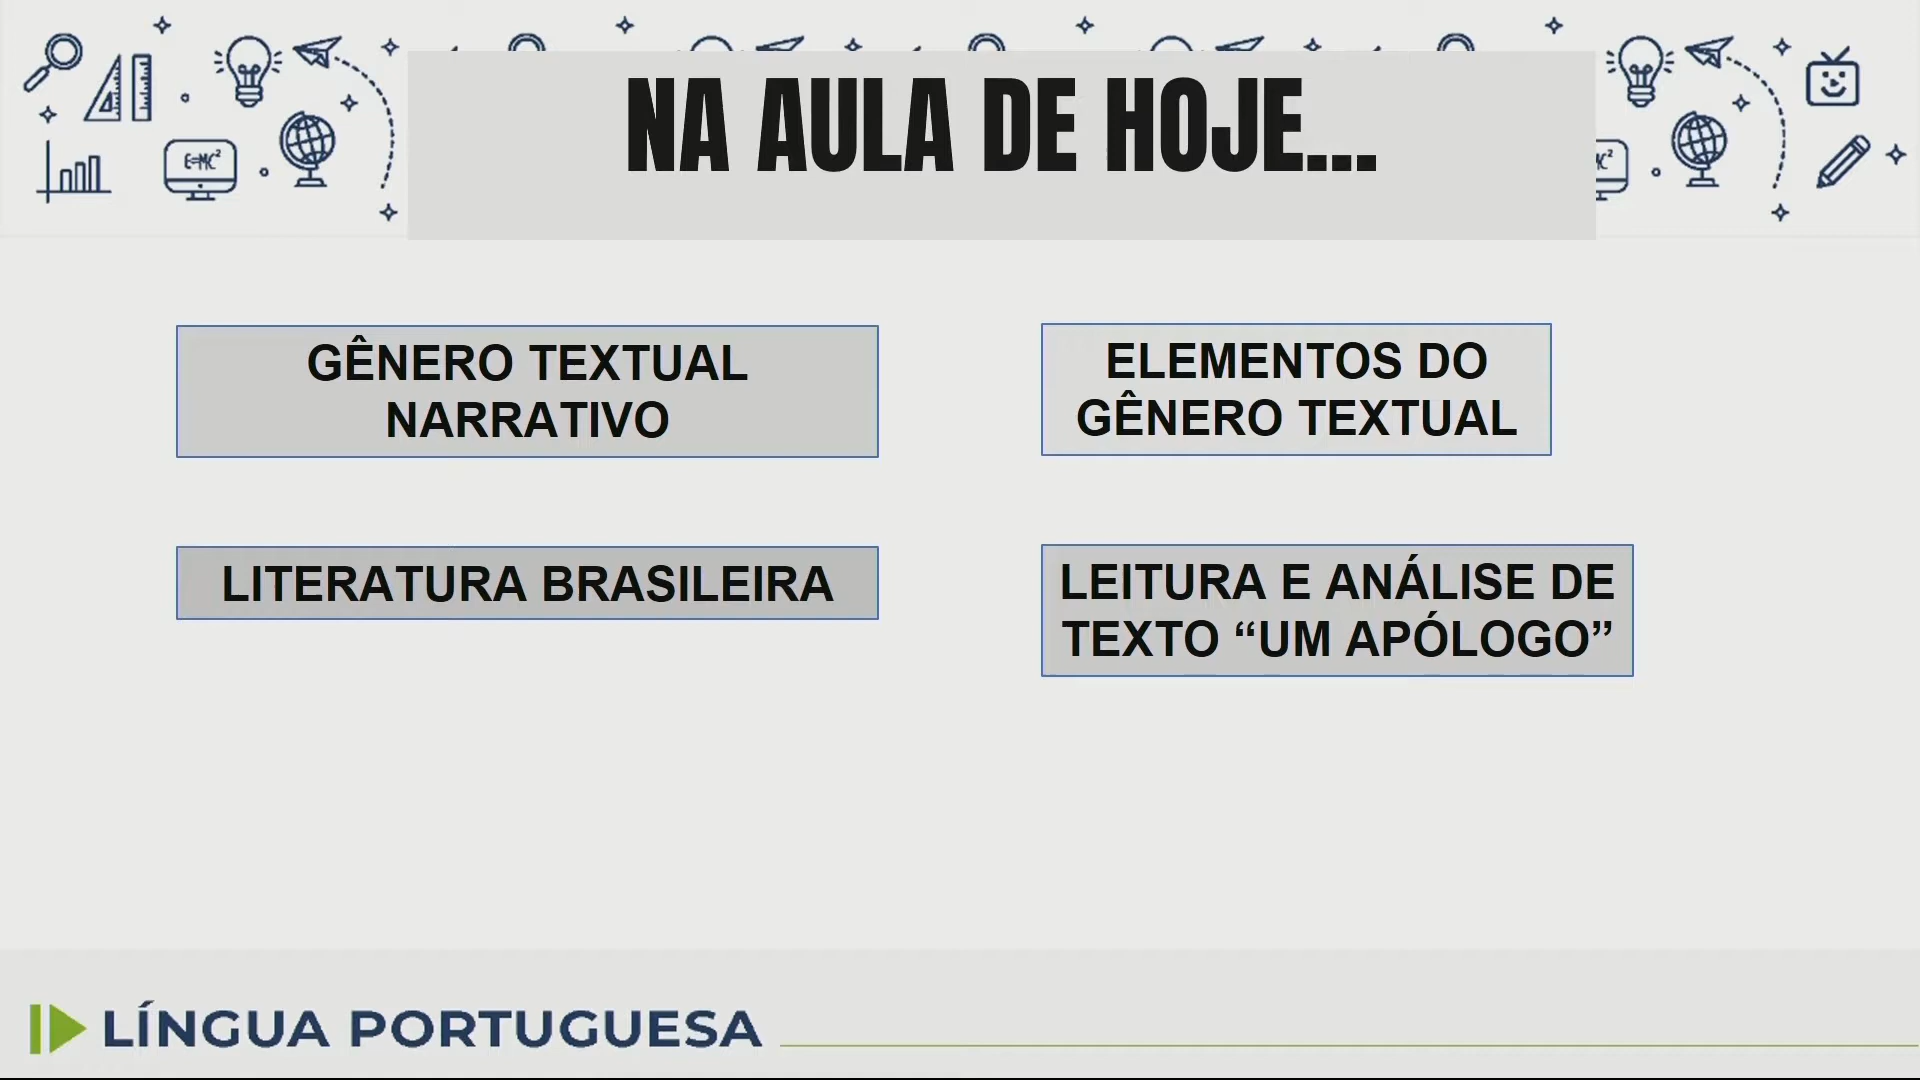 NA AULA DE HOJE...
E=MC²
GÊNERO TEXTUAL
NARRATIVO
ELEMENTOS DO
GÊNERO TEXTUAL
LITERATURA BRASILEIRA
LEITURA E ANÁLISE DE
TEXTO “UM APÓLOGO”
LÍNGUA PORTUGUESA